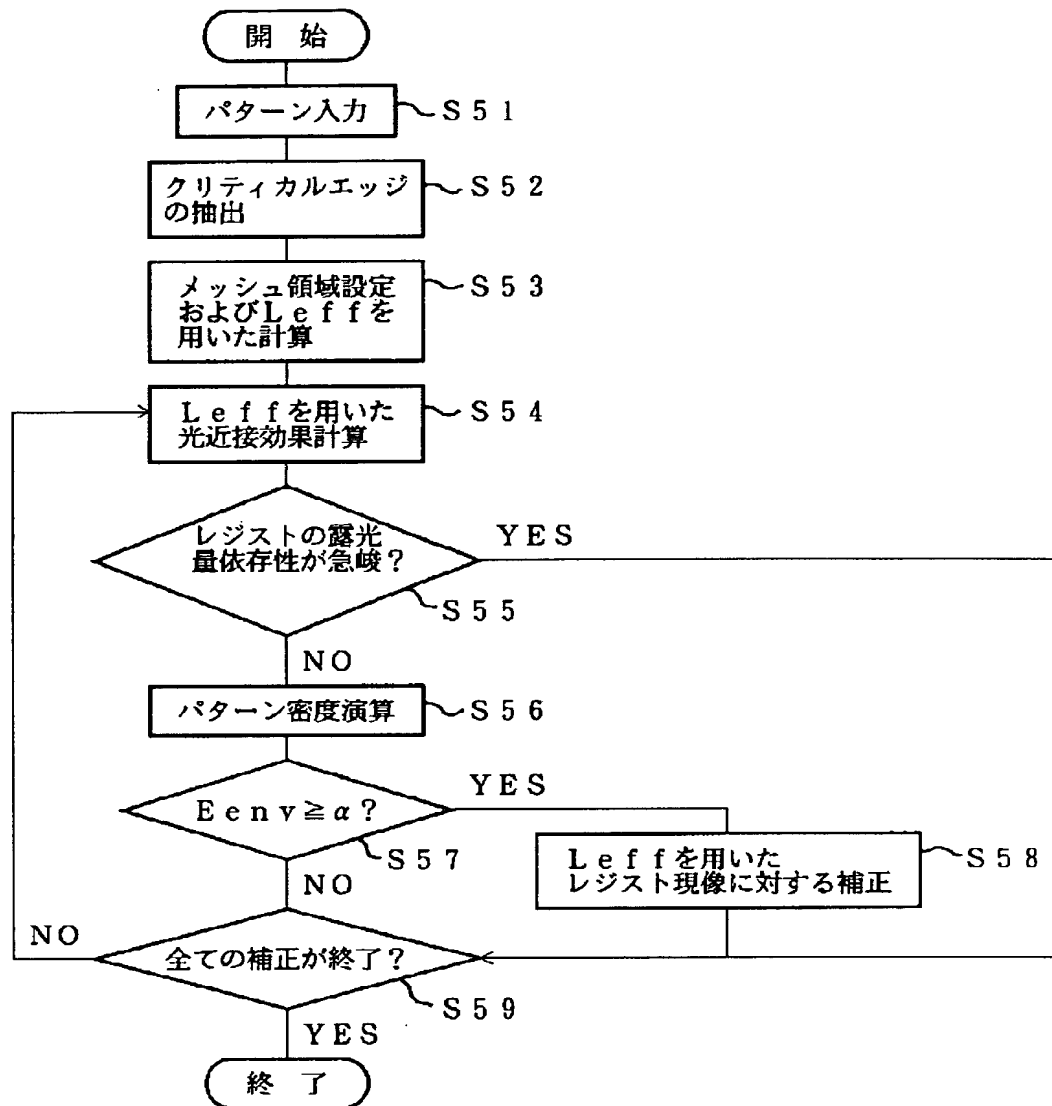 開 始
パターン入力
S51
クリティカルエッジ
の抽出
S52
メッシュ領域設定
およびLeffを
用いた計算
S53
Leffを用いた
光近接効果計算
S54
レジストの露光
量依存性が急峻?
YES
S55
NO
パターン密度演算
S56
Eenv≧α?
YES
S57
NO
Leffを用いた
レジスト現像に対する補正
S58
全ての補正が終了?
NO
S59
YES
終 了